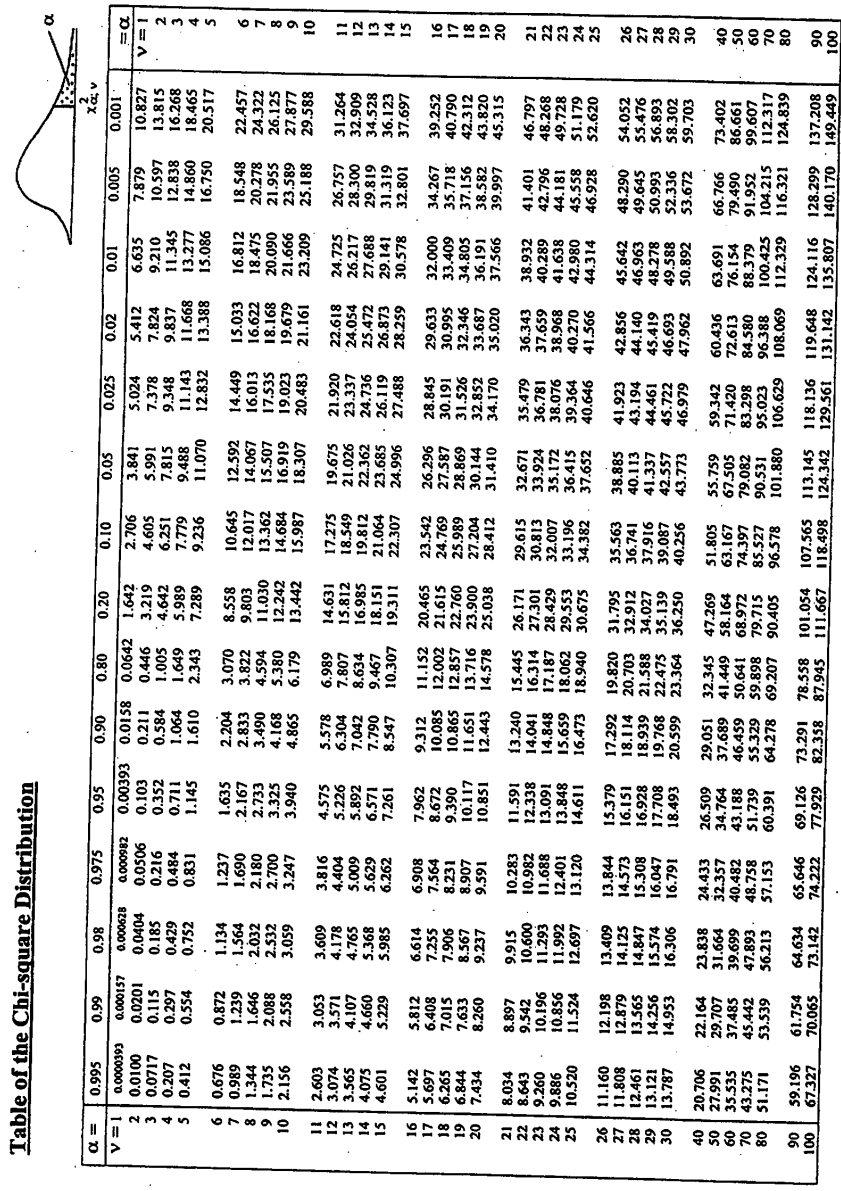 Table of the Chi-square Distribution
α
χ²α; ν
α = 0.995 0.99 0.98 0.975 0.95 0.90 0.80 0.20 0.10 0.05 0.025 0.02 0.01 0.005 0.001 = α
ν = 1 0.0000393 0.000157 0.000628 0.000982 0.00393 0.0158 0.0642 1.642 2.706 3.841 5.024 5.412 6.635 7.879 10.827 ν = 1
2 0.0100 0.0201 0.0404 0.0506 0.103 0.211 0.446 3.219 4.605 5.991 7.378 7.824 9.210 10.597 13.815 2
3 0.0717 0.115 0.185 0.216 0.352 0.584 1.005 4.642 6.251 7.815 9.348 9.837 11.345 12.838 16.268 3
4 0.207 0.297 0.429 0.484 0.711 1.064 1.649 5.989 7.779 9.488 11.143 11.668 13.277 14.860 18.465 4
5 0.412 0.554 0.752 0.831 1.145 1.610 2.343 7.289 9.236 11.070 12.832 13.388 15.086 16.750 20.517 5
6 0.676 0.872 1.134 1.237 1.635 2.204 3.070 8.558 10.645 12.592 14.449 15.033 16.812 18.548 22.457 6
7 0.989 1.239 1.564 1.690 2.167 2.833 3.822 9.803 12.017 14.067 16.013 16.622 18.475 20.278 24.322 7
8 1.344 1.646 2.032 2.180 2.733 3.490 4.594 11.030 13.362 15.507 17.535 18.168 20.090 21.955 26.125 8
9 1.735 2.088 2.532 2.700 3.325 4.168 5.380 12.242 14.684 16.919 19.023 19.679 21.666 23.589 27.877 9
10 2.156 2.558 3.059 3.247 3.940 4.865 6.179 13.442 15.987 18.307 20.483 21.161 23.209 25.188 29.588 10
11 2.603 3.053 3.609 3.816 4.575 5.578 6.989 14.631 17.275 19.675 21.920 22.618 24.725 26.757 31.264 11
12 3.074 3.571 4.178 4.404 5.226 6.304 7.807 15.812 18.549 21.026 23.337 24.054 26.217 28.300 32.909 12
13 3.565 4.107 4.765 5.009 5.892 7.042 8.634 16.985 19.812 22.362 24.736 25.472 27.688 29.819 34.528 13
14 4.075 4.660 5.368 5.629 6.571 7.790 9.467 18.151 21.064 23.685 26.119 26.873 29.141 31.319 36.123 14
15 4.601 5.229 5.985 6.262 7.261 8.547 10.307 19.311 22.307 24.996 27.488 28.259 30.578 32.801 37.697 15
16 5.142 5.812 6.614 6.908 7.962 9.312 11.152 20.465 23.542 26.296 28.845 29.633 32.000 34.267 39.252 16
17 5.697 6.408 7.255 7.564 8.672 10.085 12.002 21.615 24.769 27.587 30.191 30.995 33.409 35.718 40.790 17
18 6.265 7.015 7.906 8.231 9.390 10.865 12.857 22.760 25.989 28.869 31.526 32.346 34.805 37.156 42.312 18
19 6.844 7.633 8.567 8.907 10.117 11.651 13.716 23.900 27.204 30.144 32.852 33.687 36.191 38.582 43.820 19
20 7.434 8.260 9.237 9.591 10.851 12.443 14.578 25.038 28.412 31.410 34.170 35.020 37.566 39.997 45.315 20
21 8.034 8.897 9.915 10.283 11.591 13.240 15.445 26.171 29.615 32.671 35.479 36.343 38.932 41.401 46.797 21
22 8.643 9.542 10.600 10.982 12.338 14.041 16.314 27.301 30.813 33.924 36.781 37.659 40.289 42.796 48.268 22
23 9.260 10.196 11.293 11.688 13.091 14.848 17.187 28.429 32.007 35.172 38.076 38.968 41.638 44.181 49.728 23
24 9.886 10.856 11.992 12.401 13.848 15.659 18.062 29.553 33.196 36.415 39.364 40.270 42.980 45.558 51.179 24
25 10.520 11.524 12.697 13.120 14.611 16.473 18.940 30.675 34.382 37.652 40.646 41.566 44.314 46.928 52.620 25
26 11.160 12.198 13.409 13.844 15.379 17.292 19.820 31.795 35.563 38.885 41.923 42.856 45.642 48.290 54.052 26
27 11.808 12.879 14.125 14.573 16.151 18.114 20.703 32.912 36.741 40.113 43.194 44.140 46.963 49.645 55.476 27
28 12.461 13.565 14.847 15.308 16.928 18.939 21.588 34.027 37.916 41.337 44.461 45.419 48.278 50.993 56.893 28
29 13.121 14.256 15.574 16.047 17.708 19.768 22.475 35.139 39.087 42.557 45.722 46.693 49.588 52.336 58.302 29
30 13.787 14.953 16.306 16.791 18.493 20.599 23.364 36.250 40.256 43.773 46.979 47.962 50.892 53.672 59.703 30
40 20.706 22.164 23.838 24.433 26.509 29.051 32.345 47.269 51.805 55.759 59.342 60.436 63.691 66.766 73.402 40
50 27.991 29.707 31.664 32.357 34.764 37.689 41.449 58.164 63.167 67.505 71.420 72.613 76.154 79.490 86.661 50
60 35.535 37.485 39.699 40.482 43.188 46.459 50.641 68.972 74.397 79.082 83.298 84.580 88.379 91.952 99.607 60
70 43.275 45.442 47.893 48.758 51.739 55.329 59.898 79.715 85.527 90.531 95.023 96.388 100.425 104.215 112.317 70
80 51.171 53.539 56.213 57.153 60.391 64.278 69.207 90.405 96.578 101.880 106.629 108.069 112.329 116.321 124.839 80
90 59.196 61.754 64.634 65.646 69.126 73.291 78.558 101.054 107.565 113.145 118.136 119.648 124.116 128.299 137.208 90
100 67.327 70.065 73.142 74.222 77.929 82.358 87.945 111.667 118.498 124.342 129.561 131.142 135.807 140.170 149.449 100